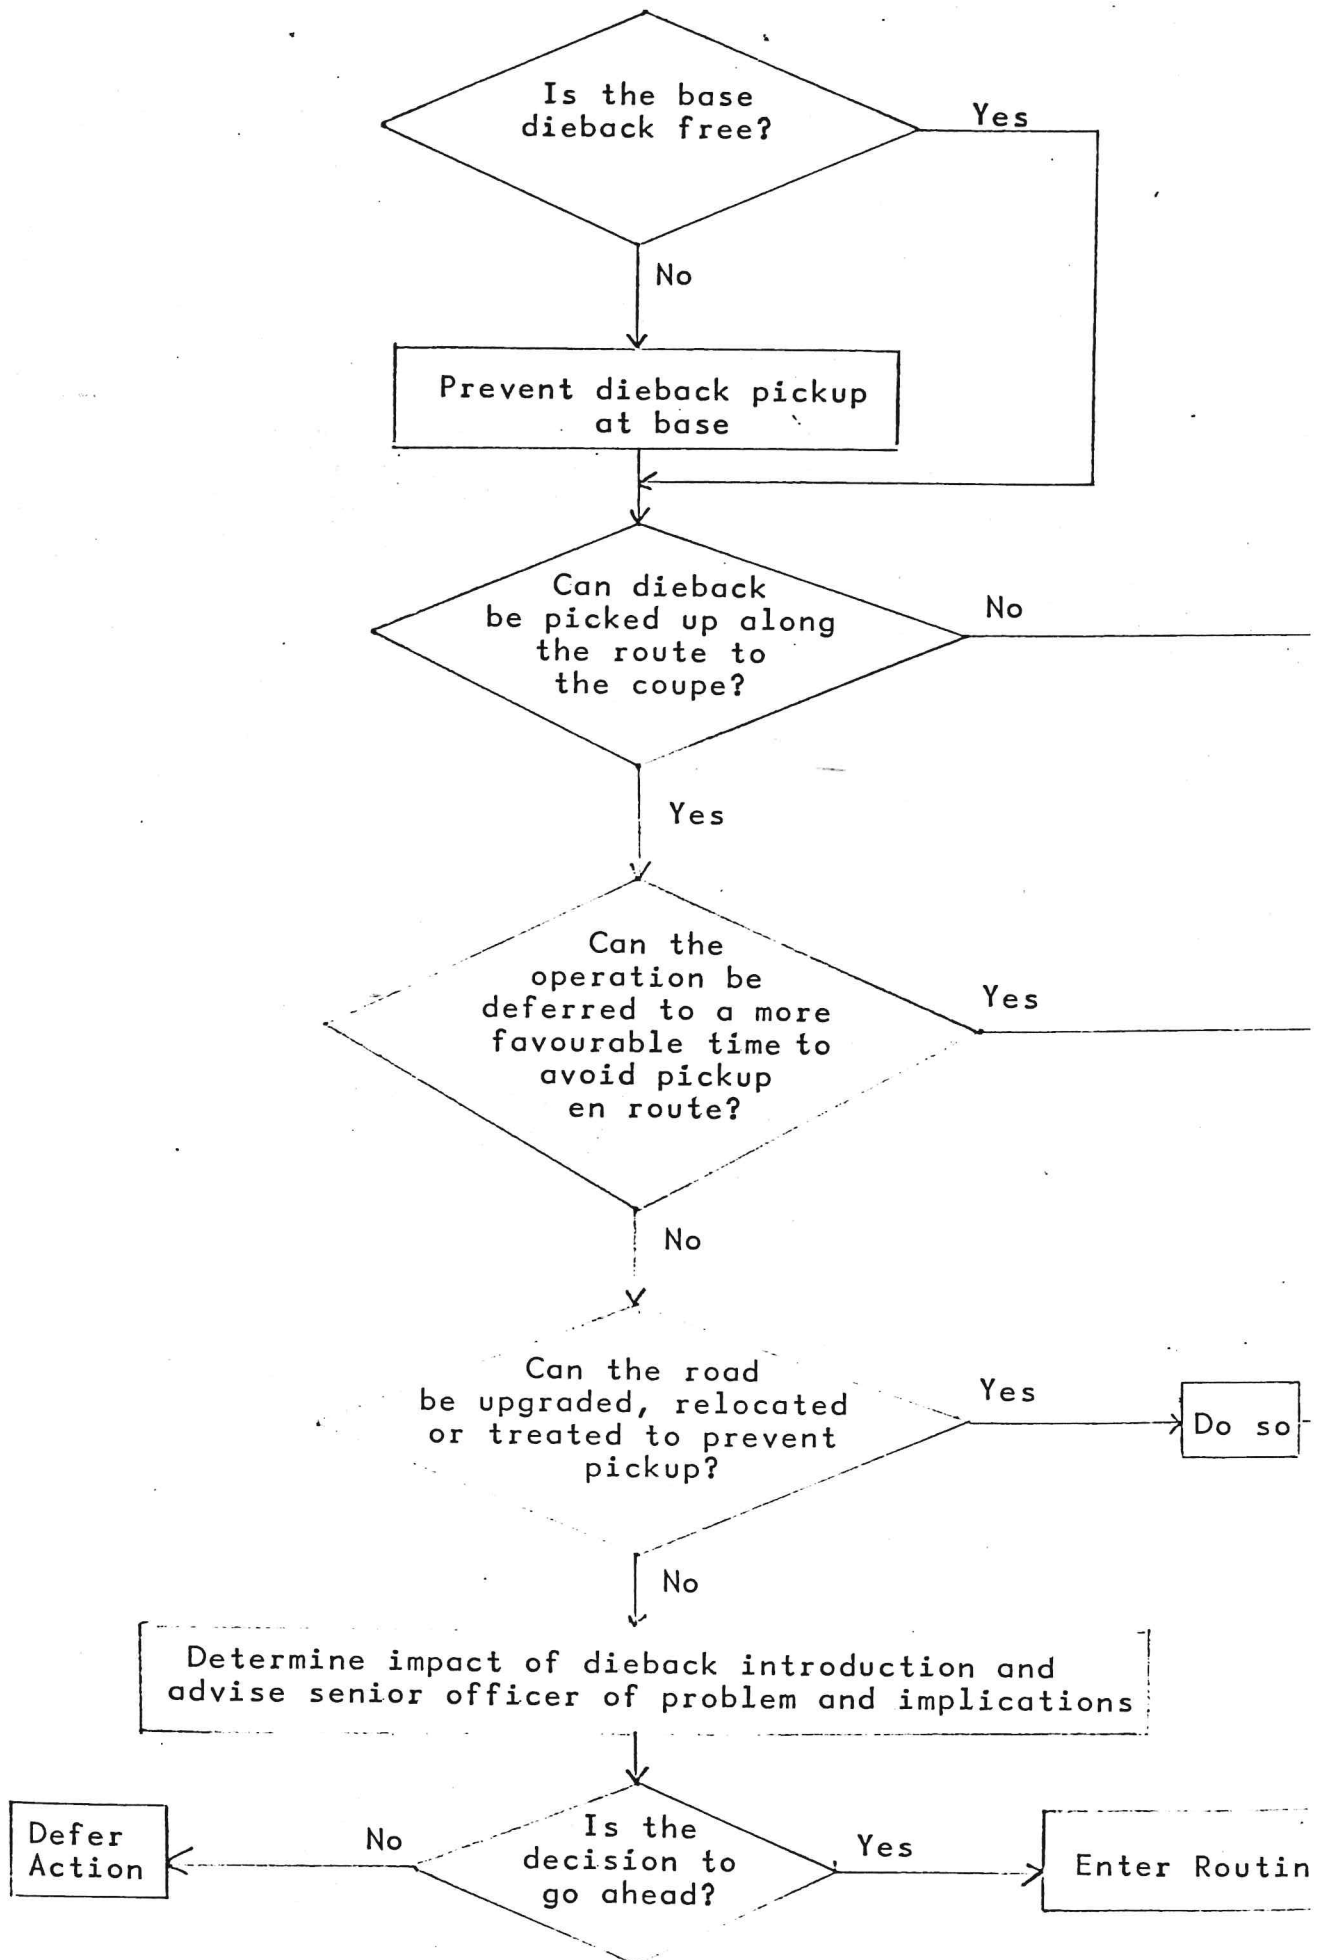 Is the base
dieback free?
Yes
No
Prevent dieback pickup
at base
Can dieback
be picked up along
the route to
the coupe?
No
Yes
Can the
operation be
deferred to a more
favourable time to
avoid pickup
en route?
Yes
No
Can the road
be upgraded, relocated
or treated to prevent
pickup?
Yes
Do so
No
Determine impact of dieback introduction and
advise senior officer of problem and implications
Defer
Action
No
Is the
decision to
go ahead?
Yes
Enter Routin